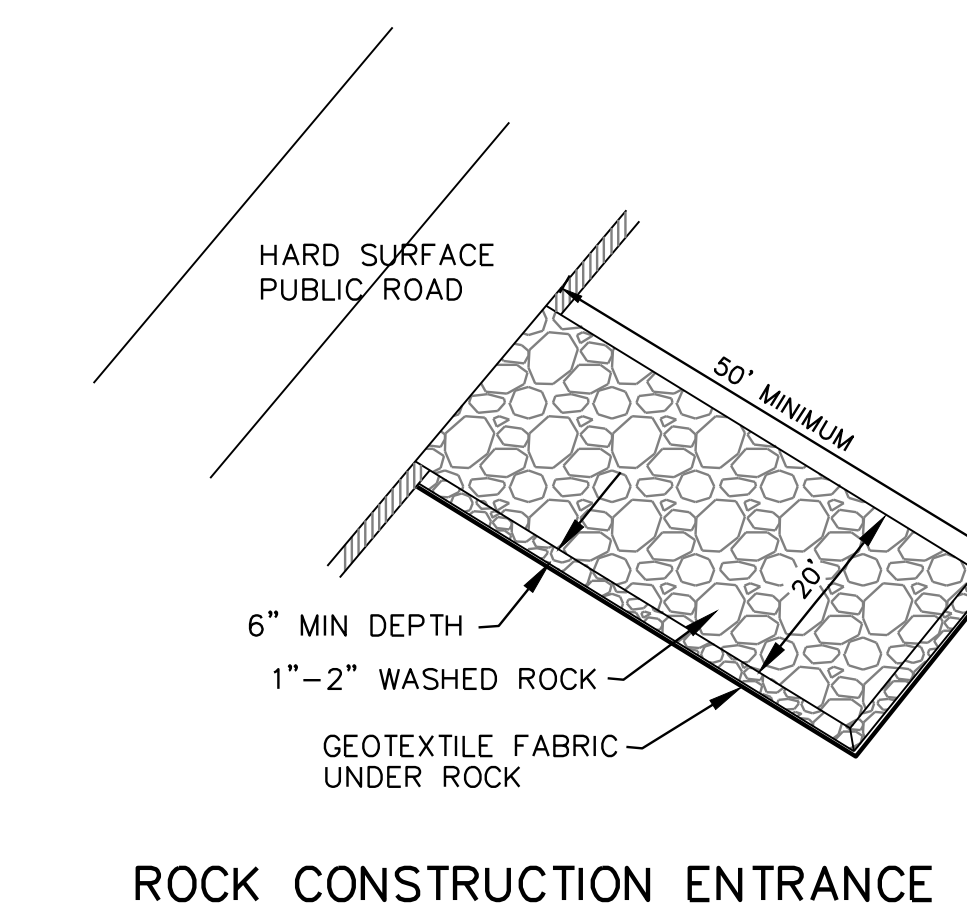 HARD SURFACE
PUBLIC ROAD
50' MINIMUM
20'
6" MIN DEPTH
1"-2" WASHED ROCK
GEOTEXTILE FABRIC
UNDER ROCK
ROCK CONSTRUCTION ENTRANCE